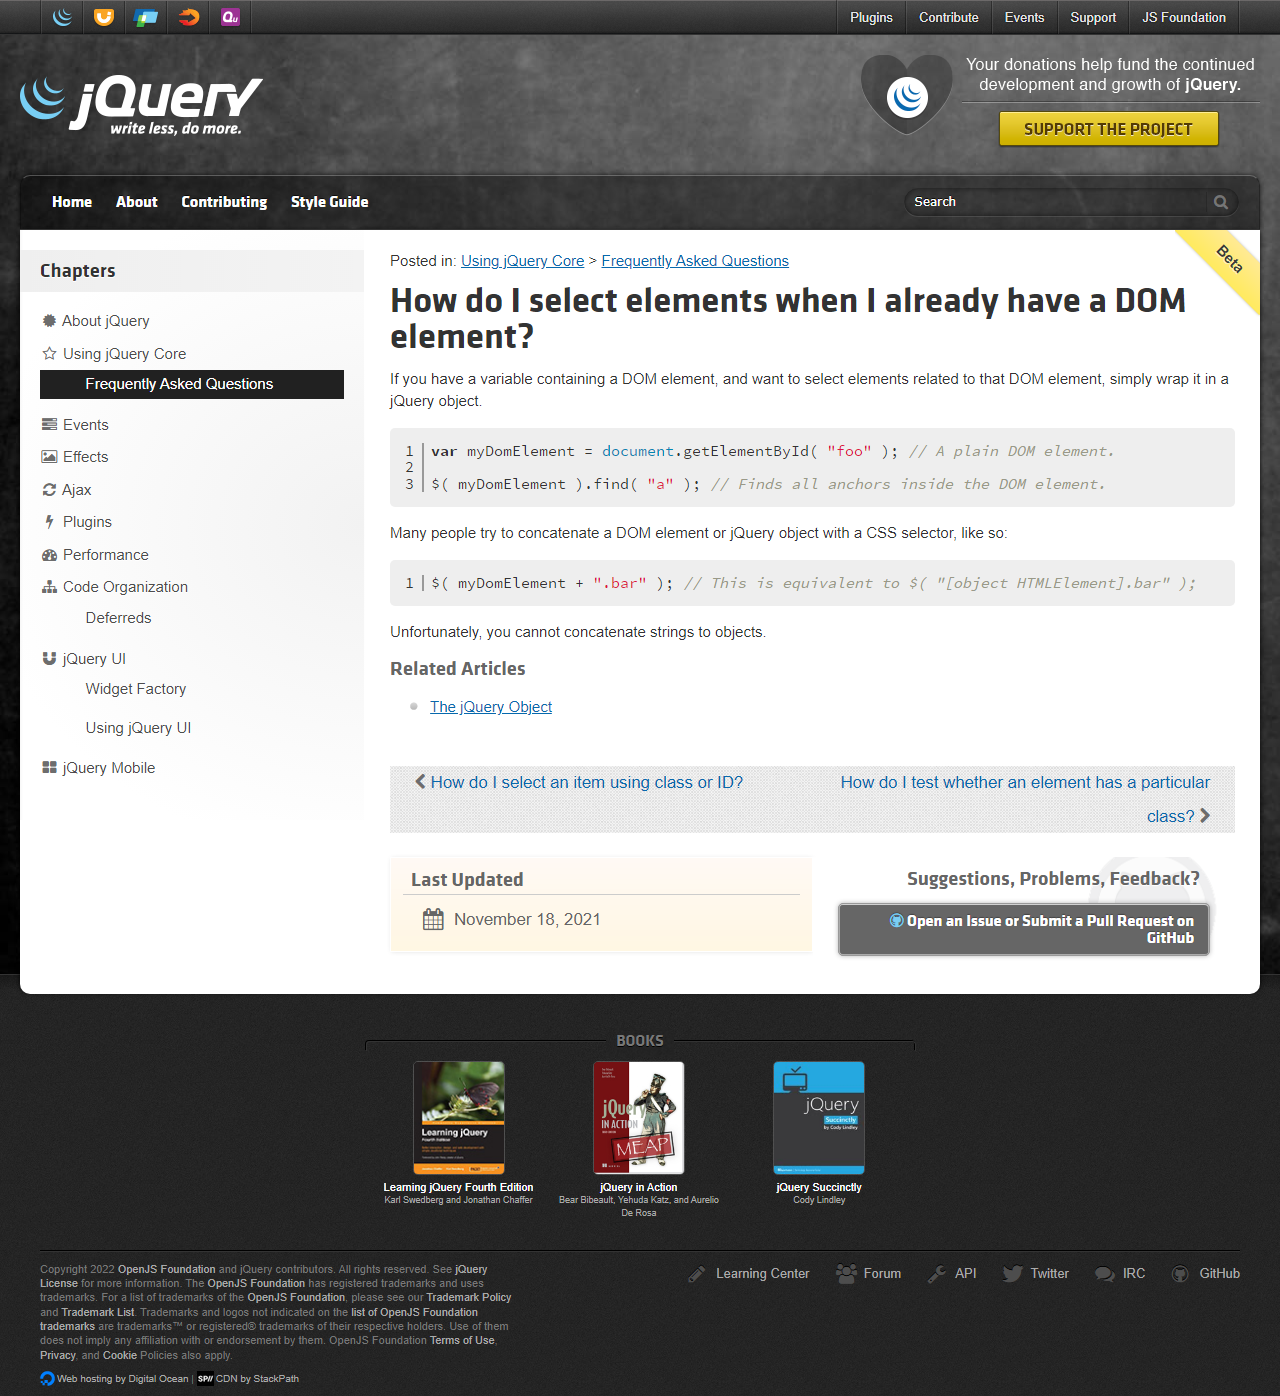 Plugins
Contribute
Events
Support
JS Foundation
jQuery
write less, do more.
Your donations help fund the continued
development and growth of jQuery.
SUPPORT THE PROJECT
Home
About
Contributing
Style Guide
Search
Beta
Chapters
About jQuery
Using jQuery Core
Frequently Asked Questions
Events
Effects
Ajax
Plugins
Performance
Code Organization
Deferreds
jQuery UI
Widget Factory
Using jQuery UI
jQuery Mobile
Posted in: Using jQuery Core > Frequently Asked Questions
How do I select elements when I already have a DOM
element?
If you have a variable containing a DOM element, and want to select elements related to that DOM element, simply wrap it in a
jQuery object.
1 var myDomElement = document.getElementById( "foo" ); // A plain DOM element.
2
3 $( myDomElement ).find( "a" ); // Finds all anchors inside the DOM element.
Many people try to concatenate a DOM element or jQuery object with a CSS selector, like so:
1 $( myDomElement + ".bar" ); // This is equivalent to $( "[object HTMLElement].bar" );
Unfortunately, you cannot concatenate strings to objects.
Related Articles
The jQuery Object
How do I select an item using class or ID?
How do I test whether an element has a particular
class?
Last Updated
November 18, 2021
Suggestions, Problems, Feedback?
Open an Issue or Submit a Pull Request on
GitHub
BOOKS
Learning jQuery
Fourth Edition
jQuery
IN ACTION
MEAP
jQuery
Succinctly
by Cody Lindley
Learning jQuery Fourth Edition
Karl Swedberg and Jonathan Chaffer
jQuery in Action
Bear Bibeault, Yehuda Katz, and Aurelio
De Rosa
jQuery Succinctly
Cody Lindley
Copyright 2022 OpenJS Foundation and jQuery contributors. All rights reserved. See jQuery
License for more information. The OpenJS Foundation has registered trademarks and uses
trademarks. For a list of trademarks of the OpenJS Foundation, please see our Trademark Policy
and Trademark List. Trademarks and logos not indicated on the list of OpenJS Foundation
trademarks are trademarks™ or registered® trademarks of their respective holders. Use of them
does not imply any affiliation with or endorsement by them. OpenJS Foundation Terms of Use,
Privacy, and Cookie Policies also apply.
Web hosting by Digital Ocean | SP// CDN by StackPath
Learning Center
Forum
API
Twitter
IRC
GitHub